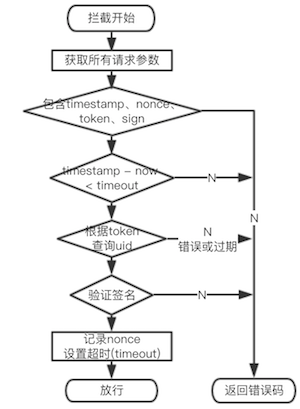 拦截开始
获取所有请求参数
包含timestamp、nonce、
token、sign
timestamp - now
< timeout
N
N
根据token
查询uid
N
错误或过期
验证签名
N
记录nonce
设置超时(timeout)
放行
返回错误码